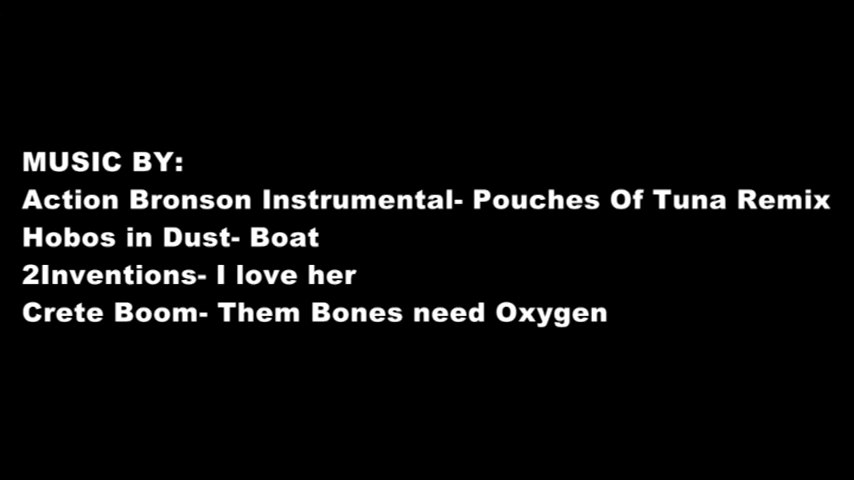 MUSIC BY:
Action Bronson Instrumental- Pouches Of Tuna Remix
Hobos in Dust- Boat
2Inventions- I love her
Crete Boom- Them Bones need Oxygen